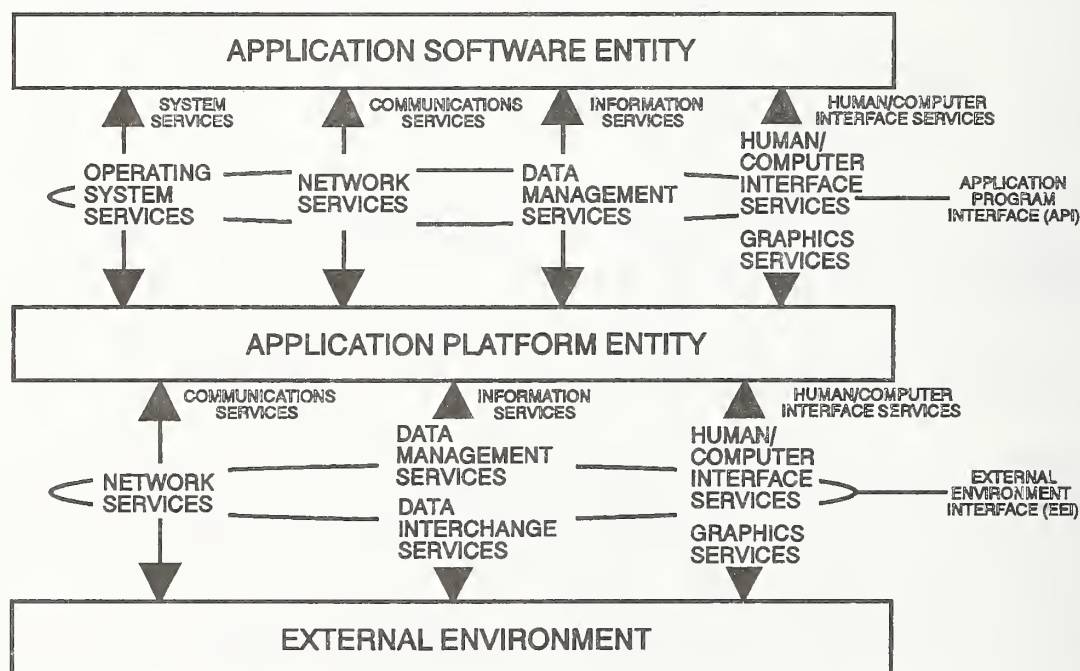 APPLICATION SOFTWARE ENTITY
SYSTEM
SERVICES
COMMUNICATIONS
SERVICES
INFORMATION
SERVICES
HUMAN/COMPUTER
INTERFACE SERVICES
OPERATING
SYSTEM
SERVICES
NETWORK
SERVICES
DATA
MANAGEMENT
SERVICES
HUMAN/
COMPUTER
INTERFACE
SERVICES
GRAPHICS
SERVICES
APPLICATION
PROGRAM
INTERFACE (API)
APPLICATION PLATFORM ENTITY
COMMUNICATIONS
SERVICES
INFORMATION
SERVICES
HUMAN/COMPUTER
INTERFACE SERVICES
NETWORK
SERVICES
DATA
MANAGEMENT
SERVICES
DATA
INTERCHANGE
SERVICES
HUMAN/
COMPUTER
INTERFACE
SERVICES
GRAPHICS
SERVICES
EXTERNAL
ENVIRONMENT
INTERFACE (EEI)
EXTERNAL ENVIRONMENT